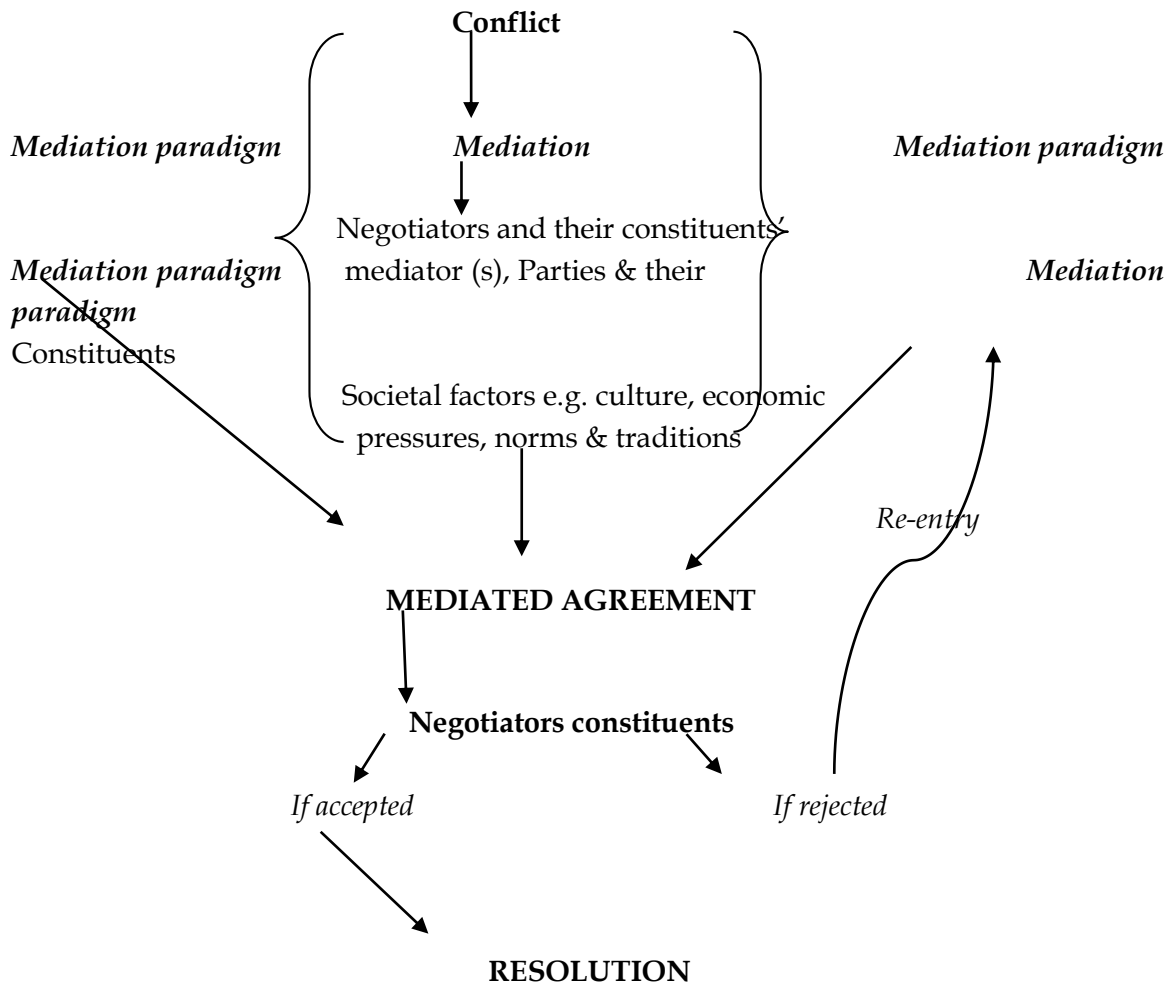 Conflict
Mediation paradigm Mediation Mediation paradigm
Negotiators and their constituents’
Mediation paradigm mediator (s), Parties & their Mediation
paradigm
Constituents
Societal factors e.g. culture, economic
pressures, norms & traditions
Re-entry
MEDIATED AGREEMENT
Negotiators constituents
If accepted If rejected
RESOLUTION